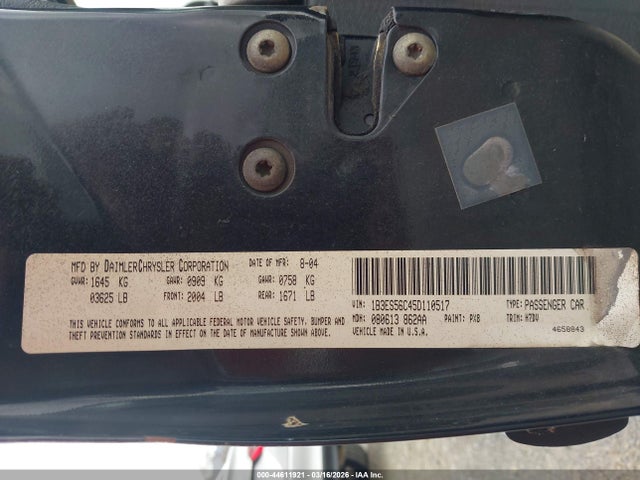 MFD BY DAIMLERCHRYSLER CORPORATION DATE OF MFR: 8-04
GVWR: 1645 KG GAWR: 0909 KG GAWR: 0758 KG
03625 LB FRONT: 2004 LB REAR: 1671 LB
THIS VEHICLE CONFORMS TO ALL APPLICABLE FEDERAL MOTOR VEHICLE SAFETY, BUMPER AND
THEFT PREVENTION STANDARDS IN EFFECT ON THE DATE OF MANUFACTURE SHOWN ABOVE.
VIN: 1B3ES56C45D110517 TYPE: PASSENGER CAR
MDH: 080613 862AA PAINT: PXB TRIM: H7DV
VEHICLE MADE IN U.S.A. 4658843
000-44611921 | 03/16/2026 | IAA Inc.